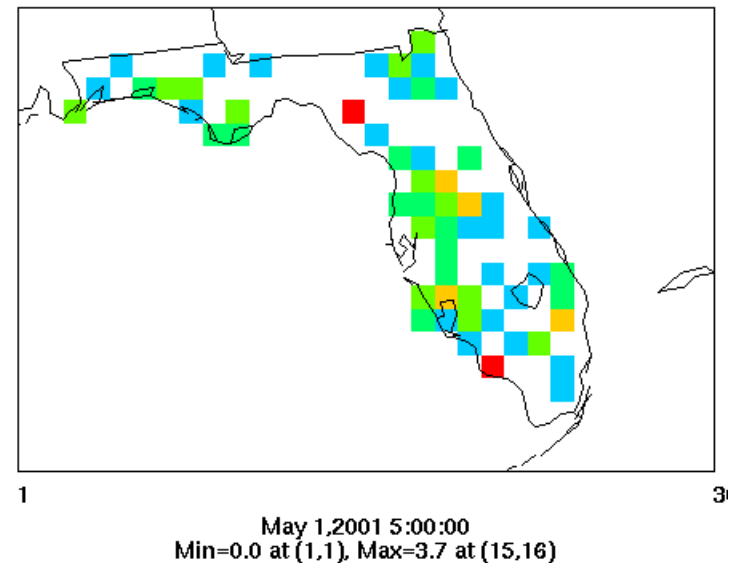 1 3
May 1,2001 5:00:00
Min=0.0 at (1,1), Max=3.7 at (15,16)